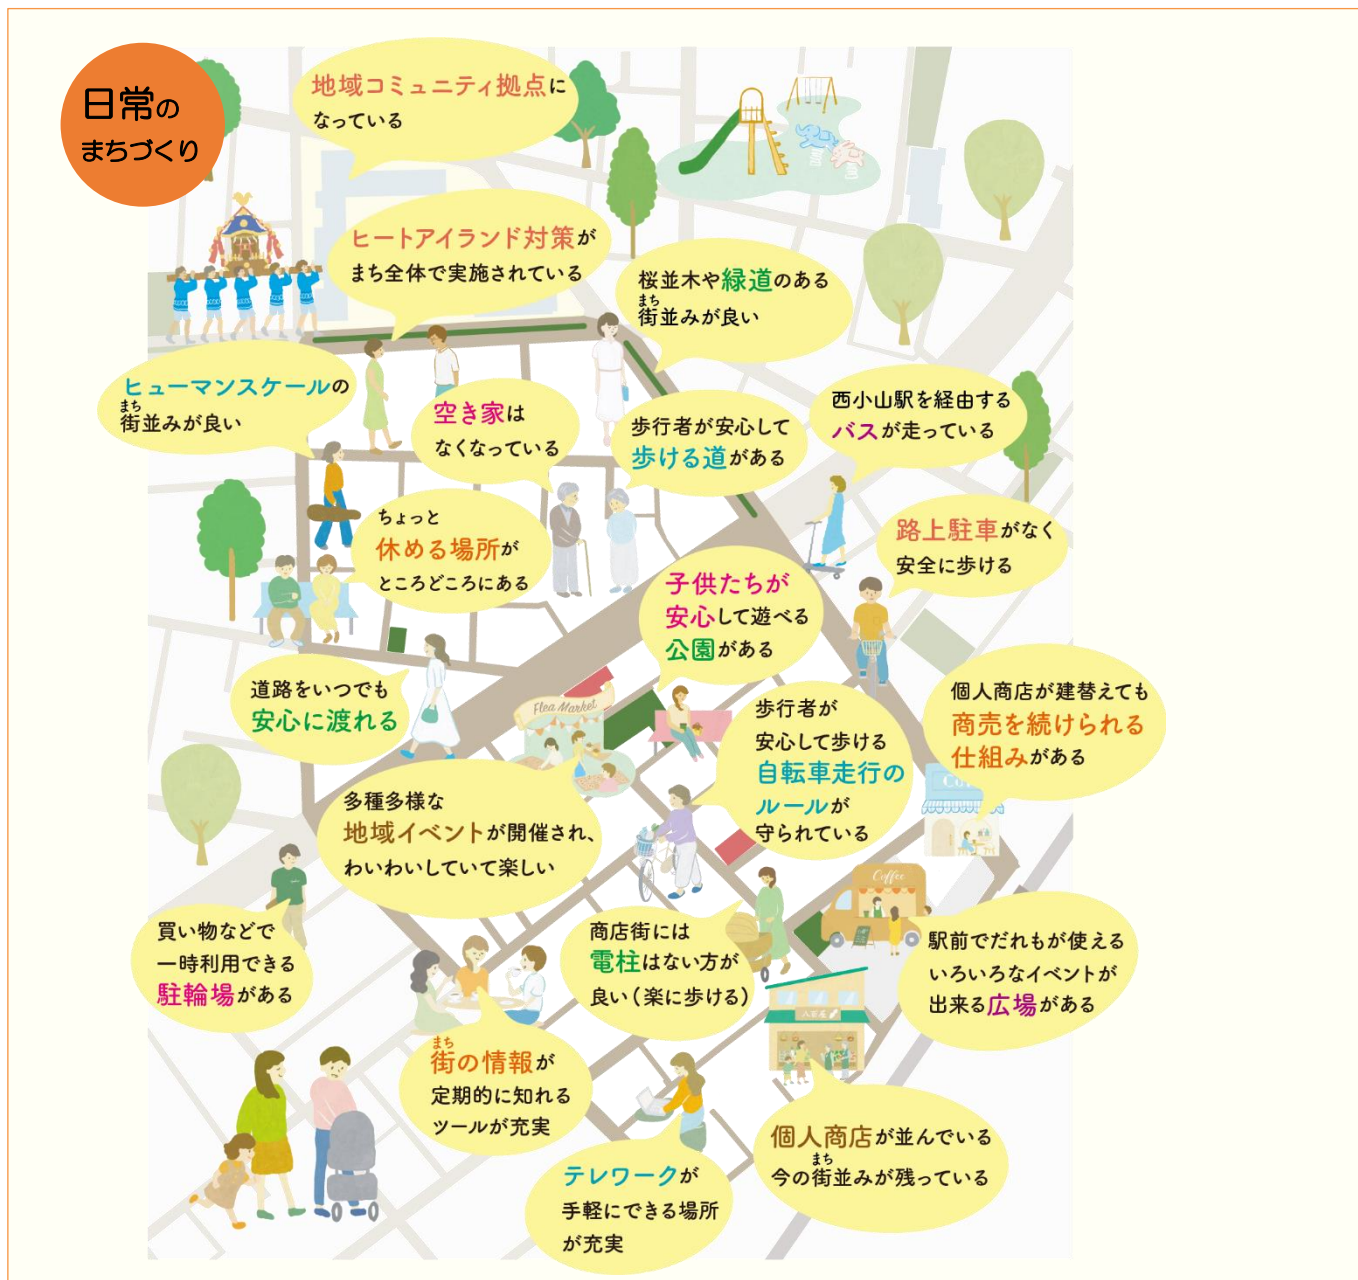 日常の
まちづくり
地域コミュニティ拠点に
なっている
ヒートアイランド対策が
まち全体で実施されている
桜並木や緑道のある
まち
街並みが良い
ヒューマンスケールの
まち
街並みが良い
空き家は
なくなっている
歩行者が安心して
歩ける道がある
西小山駅を経由する
バスが走っている
ちょっと
休める場所が
ところどころにある
路上駐車がなく
安全に歩ける
子供たちが
安心して遊べる
公園がある
道路をいつでも
安心に渡れる
Flea Market
歩行者が
安心して歩ける
自転車走行の
ルールが
守られている
個人商店が建替えても
商売を続けられる
仕組みがある
多種多様な
地域イベントが開催され、
わいわいしていて楽しい
Coffee
買い物などで
一時利用できる
駐輪場がある
商店街には
電柱はない方が
良い(楽に歩ける)
駅前でだれもが使える
いろいろなイベントが
出来る広場がある
八百屋
まち
街の情報が
定期的に知れる
ツールが充実
テレワークが
手軽にできる場所
が充実
個人商店が並んでいる
まち
今の街並みが残っている